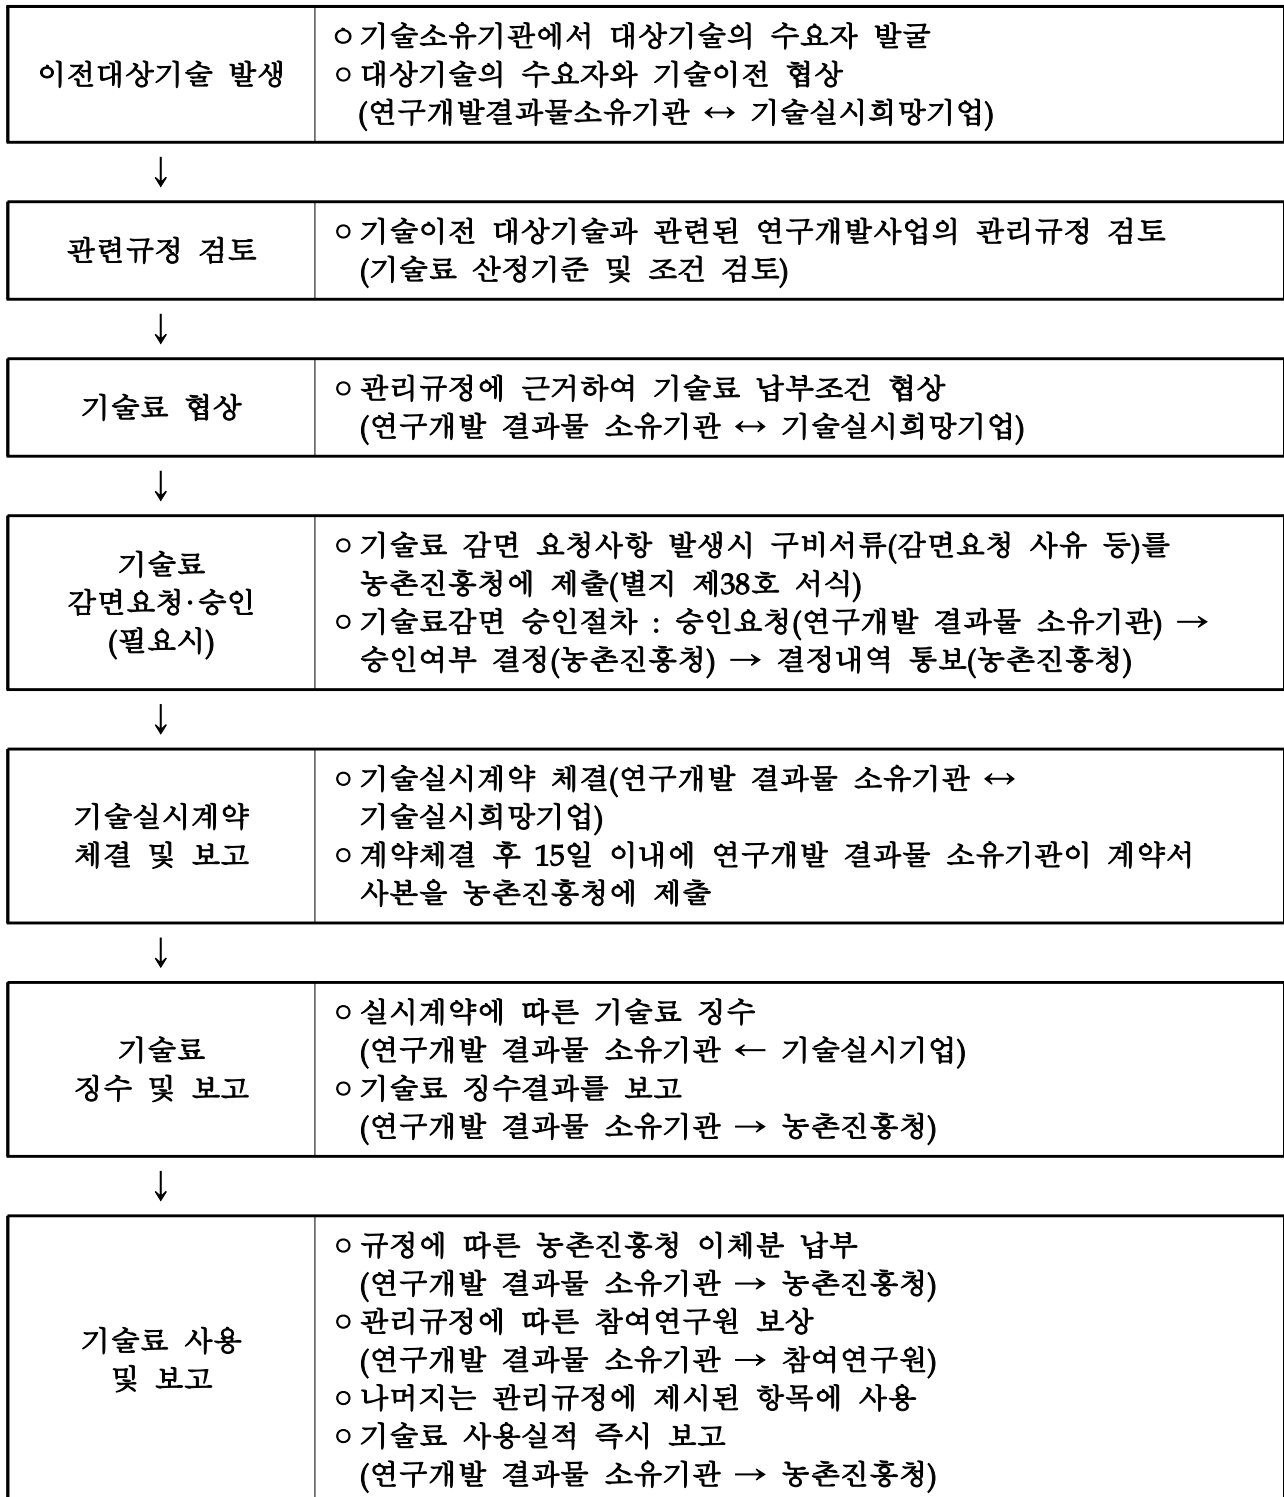 이전대상기술 발생
ㅇ기술소유기관에서 대상기술의 수요자 발굴
ㅇ대상기술의 수요자와 기술이전 협상
(연구개발결과물소유기관 ↔ 기술실시희망기업)
↓
관련규정 검토
ㅇ기술이전 대상기술과 관련된 연구개발사업의 관리규정 검토
(기술료 산정기준 및 조건 검토)
↓
기술료 협상
ㅇ관리규정에 근거하여 기술료 납부조건 협상
(연구개발 결과물 소유기관 ↔ 기술실시희망기업)
↓
기술료
감면요청·승인
(필요시)
ㅇ기술료 감면 요청사항 발생시 구비서류(감면요청 사유 등)를
농촌진흥청에 제출(별지 제38호 서식)
ㅇ기술료감면 승인절차 : 승인요청(연구개발 결과물 소유기관) →
승인여부 결정(농촌진흥청) → 결정내역 통보(농촌진흥청)
↓
기술실시계약
체결 및 보고
ㅇ기술실시계약 체결(연구개발 결과물 소유기관 ↔
기술실시희망기업)
ㅇ계약체결 후 15일 이내에 연구개발 결과물 소유기관이 계약서
사본을 농촌진흥청에 제출
↓
기술료
징수 및 보고
ㅇ실시계약에 따른 기술료 징수
(연구개발 결과물 소유기관 ← 기술실시기업)
ㅇ기술료 징수결과를 보고
(연구개발 결과물 소유기관 → 농촌진흥청)
↓
기술료 사용
및 보고
ㅇ규정에 따른 농촌진흥청 이체분 납부
(연구개발 결과물 소유기관 → 농촌진흥청)
ㅇ관리규정에 따른 참여연구원 보상
(연구개발 결과물 소유기관 → 참여연구원)
ㅇ나머지는 관리규정에 제시된 항목에 사용
ㅇ기술료 사용실적 즉시 보고
(연구개발 결과물 소유기관 → 농촌진흥청)